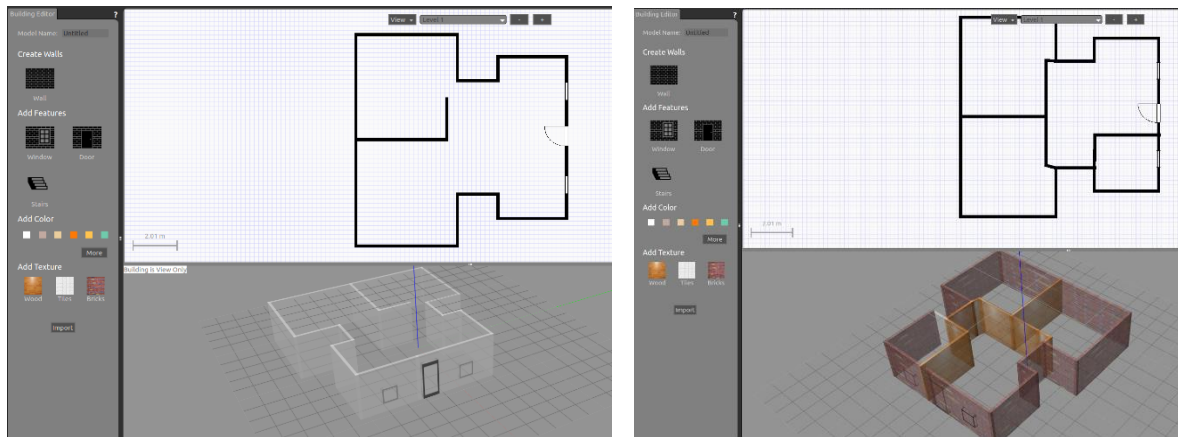 Building Editor ?
Model Name: Untitled
Create Walls
Wall
Add Features
Window Door
Stairs
Add Color
More
Add Texture
Wood Tiles Bricks
Import
View Level 1 - +
2.01 m
Building is View Only
Building Editor ?
Model Name: Untitled
Create Walls
Wall
Add Features
Window Door
Stairs
Add Color
More
Add Texture
Wood Tiles Bricks
Import
View Level 1 - +